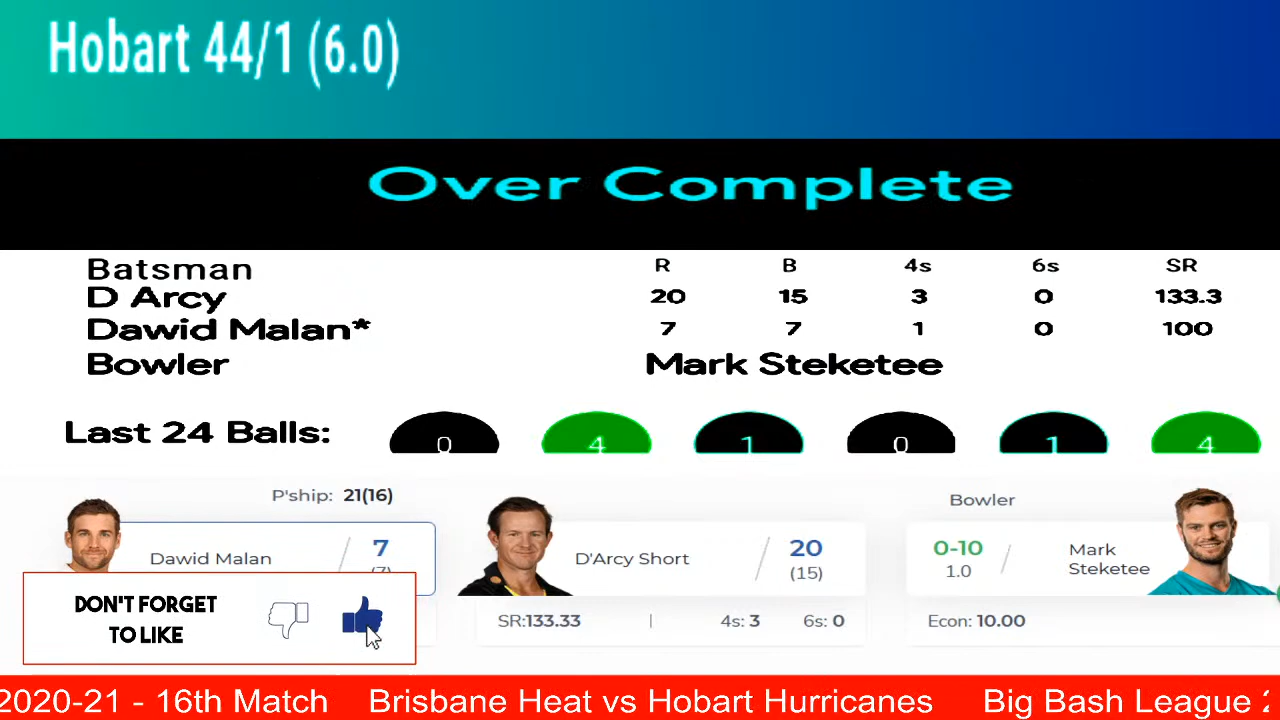 Hobart 44/1 (6.0)
Over Complete
Batsman R B 4s 6s SR
D Arcy 20 15 3 0 133.3
Dawid Malan* 7 7 1 0 100
Bowler Mark Steketee
Last 24 Balls: 0 4 1 0 1 4
P'ship: 21(16)
Dawid Malan 7
(7)
D'Arcy Short 20
(15)
SR:133.33 4s: 3 6s: 0
Bowler
0-10
1.0
Mark
Steketee
Econ: 10.00
DON'T FORGET
TO LIKE
2020-21 - 16th Match Brisbane Heat vs Hobart Hurricanes Big Bash League